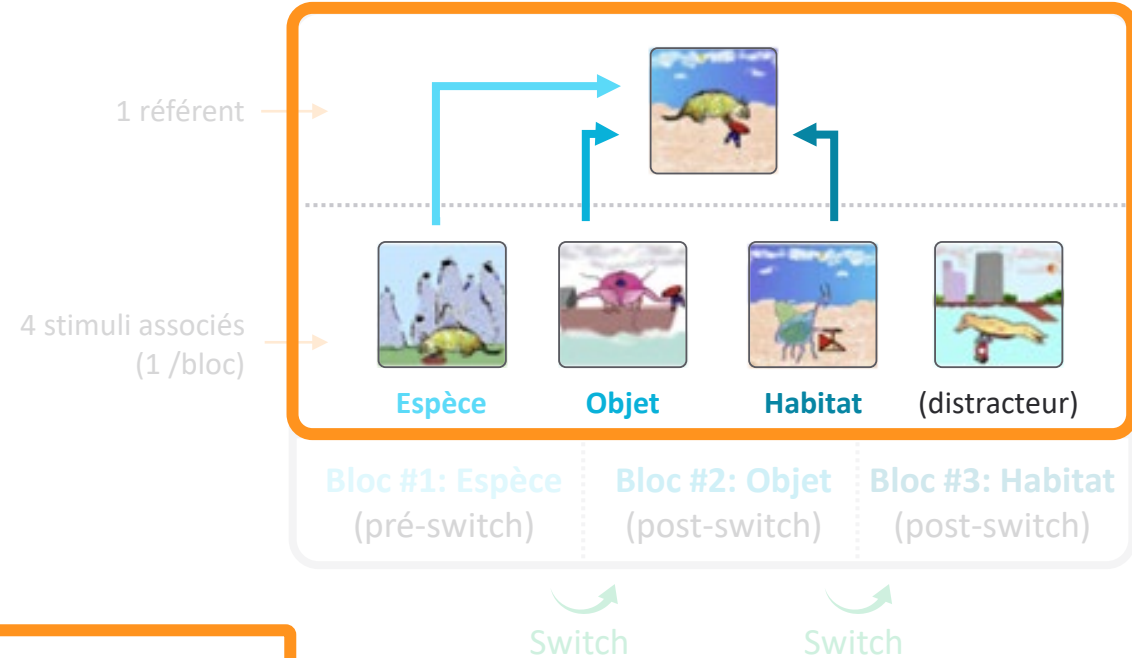 1 référent
4 stimuli associés
(1 /bloc)
Espèce
Objet
Habitat
(distracteur)
Bloc #1: Espèce
(pré-switch)
Bloc #2: Objet
(post-switch)
Bloc #3: Habitat
(post-switch)
Switch
Switch